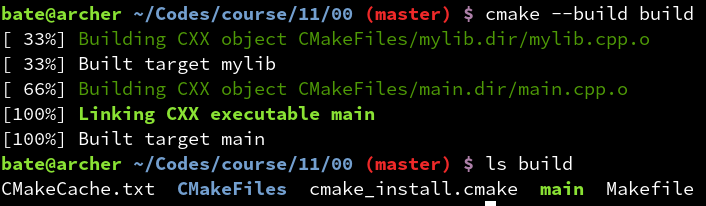 bate@archer ~/Codes/course/11/00 (master) $ cmake --build build
[ 33%] Building CXX object CMakeFiles/mylib.dir/mylib.cpp.o
[ 33%] Built target mylib
[ 66%] Building CXX object CMakeFiles/main.dir/main.cpp.o
[100%] Linking CXX executable main
[100%] Built target main
bate@archer ~/Codes/course/11/00 (master) $ ls build
CMakeCache.txt  CMakeFiles  cmake_install.cmake  main  Makefile